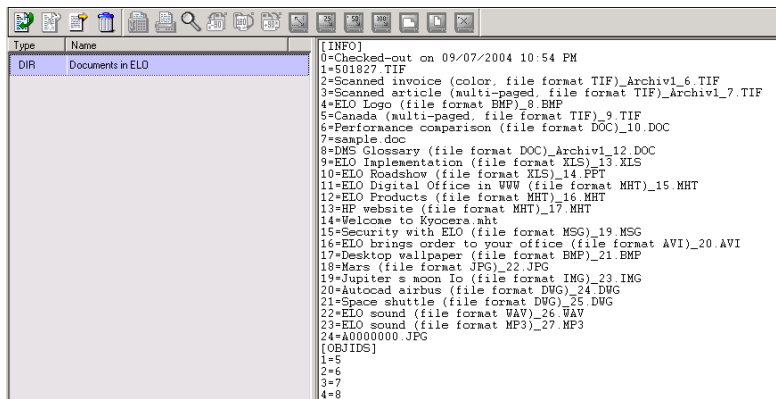 Type Name
DIR Documents in ELO
[INFO]
0=Checked-out on 09/07/2004 10:54 PM
1=501827.TIF
2=Scanned invoice (color, file format TIF)_Archiv1_6.TIF
3=Scanned article (multi-paged, file format TIF)_Archiv1_7.TIF
4=ELO Logo (file format BMP)_8.BMP
5=Canada (multi-paged, file format TIF)_9.TIF
6=Performance comparison (file format DOC)_10.DOC
7=sample.doc
8=DMS Glossary (file format DOC)_Archiv1_12.DOC
9=ELO Implementation (file format XLS)_13.XLS
10=ELO Roadshow (file format XLS)_14.PPT
11=ELO Digital Office in WWW (file format MHT)_15.MHT
12=ELO Products (file format MHT)_16.MHT
13=HP website (file format MHT)_17.MHT
14=Welcome to Kyocera.mht
15=Security with ELO (file format MSG)_19.MSG
16=ELO brings order to your office (file format AVI)_20.AVI
17=Desktop wallpaper (file format BMP)_21.BMP
18=Mars (file format JPG)_22.JPG
19=Jupiter s moon Io (file format IMG)_23.IMG
20=Autocad airbus (file format DWG)_24.DWG
21=Space shuttle (file format DWG)_25.DWG
22=ELO sound (file format WAV)_26.WAV
23=ELO sound (file format MP3)_27.MP3
24=A0000000.JPG
[OBJIDS]
1=5
2=6
3=7
4=8